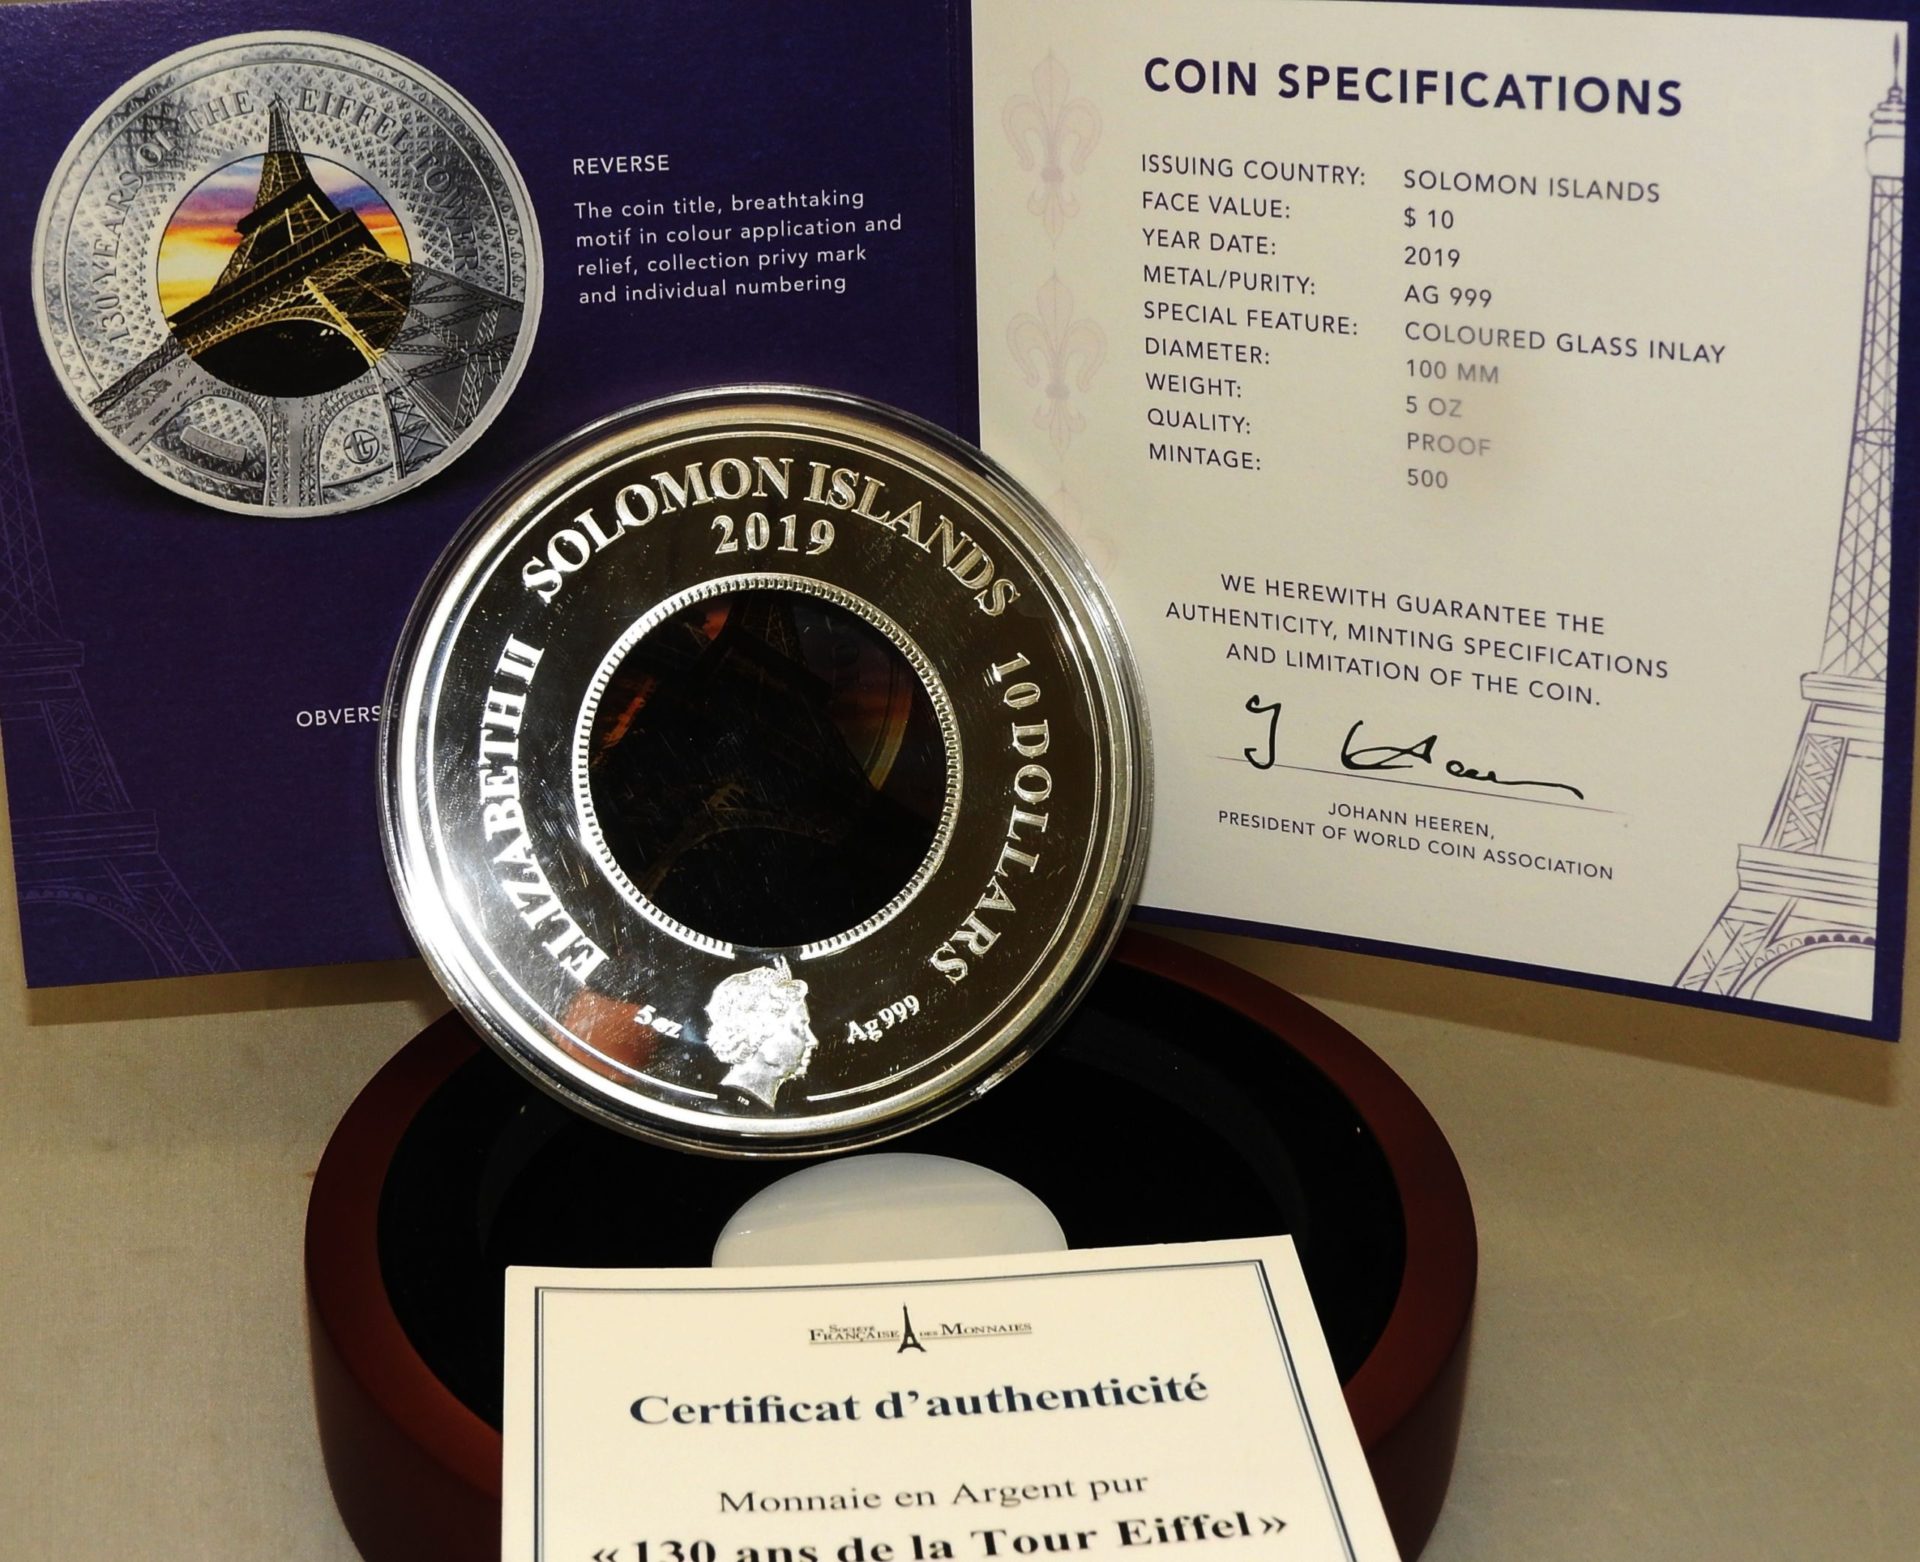 130 YEARS OF THE EIFFEL TOWER
REVERSE
The coin title, breathtaking
motif in colour application and
relief, collection privy mark
and individual numbering
OBVERS
COIN SPECIFICATIONS
ISSUING COUNTRY: SOLOMON ISLANDS
FACE VALUE: $ 10
YEAR DATE: 2019
METAL/PURITY: AG 999
SPECIAL FEATURE: COLOURED GLASS INLAY
DIAMETER: 100 MM
WEIGHT: 5 OZ
QUALITY: PROOF
MINTAGE: 500
WE HEREWITH GUARANTEE THE
AUTHENTICITY, MINTING SPECIFICATIONS
AND LIMITATION OF THE COIN.
JOHANN HEEREN,
PRESIDENT OF WORLD COIN ASSOCIATION
SOLOMON ISLANDS
2019
ELIZABETH II
10 DOLLARS
5 oz.
Ag 999
SOCIÉTÉ
FRANÇAISE DES MONNAIES
Certificat d'authenticité
Monnaie en Argent pur
« 130 ans de la Tour Eiffel »